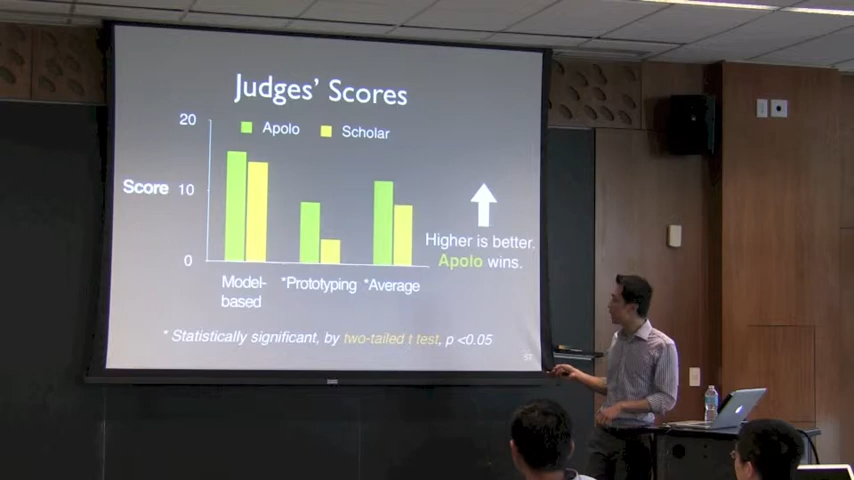 Judges' Scores
20
Apolo
Scholar
Score
10
0
Higher is better.
Apolo wins.
Model-
based
*Prototyping
*Average
* Statistically significant, by two-tailed t test, p <0.05
57